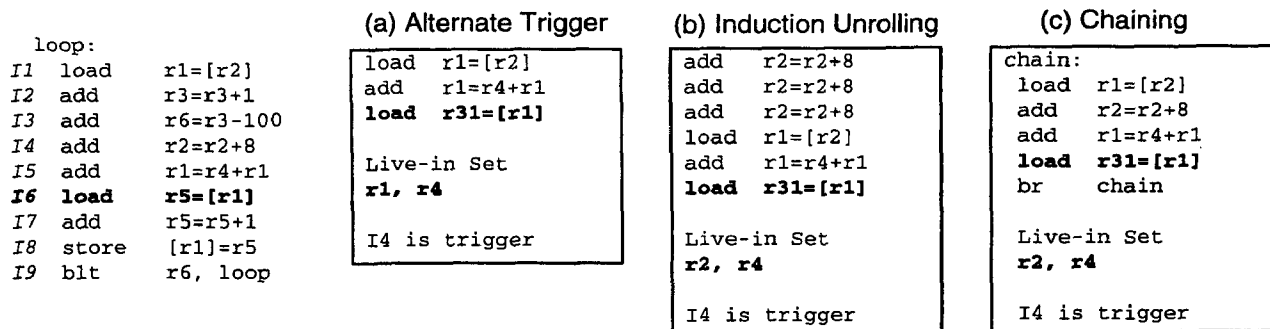 loop:
I1 load r1=[r2]
I2 add r3=r3+1
I3 add r6=r3-100
I4 add r2=r2+8
I5 add r1=r4+r1
I6 load r5=[r1]
I7 add r5=r5+1
I8 store [r1]=r5
I9 blt r6, loop
(a) Alternate Trigger
load r1=[r2]
add r1=r4+r1
load r31=[r1]
Live-in Set
r1, r4
I4 is trigger
(b) Induction Unrolling
add r2=r2+8
add r2=r2+8
add r2=r2+8
load r1=[r2]
add r1=r4+r1
load r31=[r1]
Live-in Set
r2, r4
I4 is trigger
(c) Chaining
chain:
load r1=[r2]
add r2=r2+8
add r1=r4+r1
load r31=[r1]
br chain
Live-in Set
r2, r4
I4 is trigger